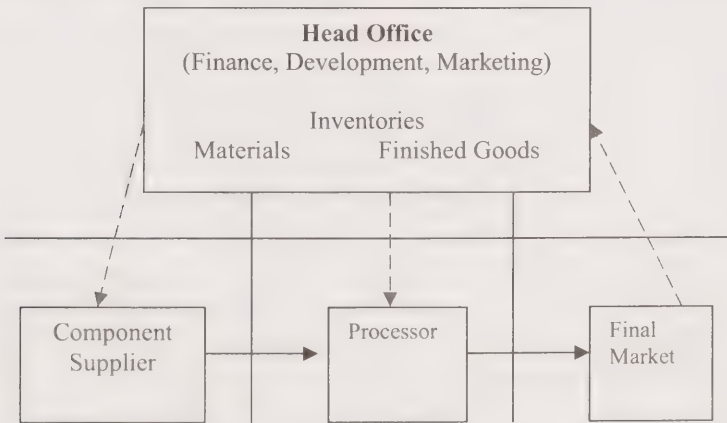 Head Office
(Finance, Development, Marketing)
Inventories
Materials Finished Goods
Component
Supplier
Processor
Final
Market